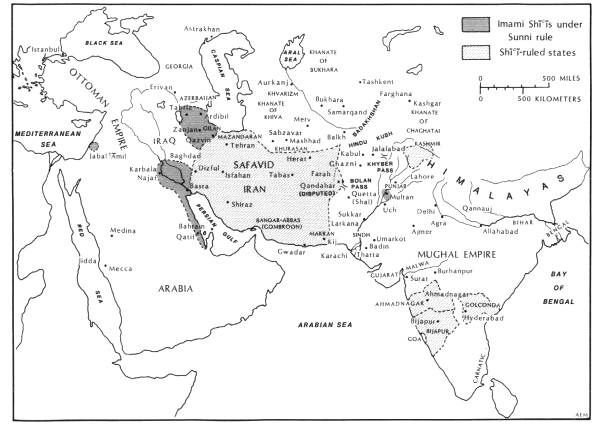 Imami Shīʿīs under
Sunni rule
Shīʿī-ruled states
0 500 MILES
0 500 KILOMETERS
Astrakhan
Istanbul
BLACK SEA
GEORGIA
CASPIAN SEA
ARAL SEA
KHANATE OF BUKHARA
Aurkanj
KHVARIZM
KHANATE OF KHIVA
Tashkent
Farghana
Bukhara
Samarqand
Kashgar
KHANATE OF CHAGHATAI
Merv
Balkh
BADAKHSHAN
HINDU KUSH
OTTOMAN EMPIRE
Erivan
AZERBAIJAN
Tabriz
Ardibil
Zanjan
GILAN
Qazvin
MAZANDARAN
Tehran
Sabzavar
Mashhad
KHURASAN
Herat
Kabul
Jalalabad
KASHMIR
Ghazni
KHYBER PASS
MEDITERRANEAN SEA
Jabal ʿĀmil
IRAQ
Baghdad
Karbala
Najaf
Basra
Dizful
SAFAVID IRAN
Isfahan
Tabas
Farah
Qandahar
(DISPUTED)
BOLAN PASS
Quetta
(Shal)
PUNJAB
Lahore
Multan
Uch
HIMALAYAS
Shiraz
PERSIAN GULF
Bahrain
Qatif
BANDAR-ABBAS
(GOMBROON)
MAKRAN
Kij
Gwadar
Sukkar
Larkana
SINDH
Karachi
Thatta
Badin
Umarkot
Delhi
Agra
Ajmer
Qannauj
Allahabad
BIHAR
BENGAL
RED SEA
Medina
Jidda
Mecca
ARABIA
MUGHAL EMPIRE
GUJARAT
MALWA
Surat
Burhanpur
Ahmadnagar
AHMADNAGAR
GOLCONDA
Hyderabad
Bijapur
BIJAPUR
GOA
CARNATIC
ARABIAN SEA
BAY OF BENGAL
AEM